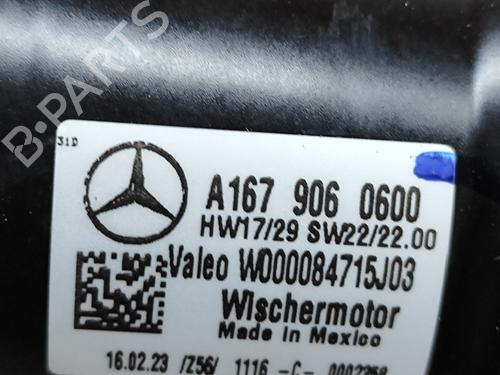 B-PARTS
31D
A167 906 0600
HW17/29 SW22/22.00
Valeo W000084715J03
Wischermotor
Made in Mexico
16.02.23 /Z56/ 1116 -C- 0002358